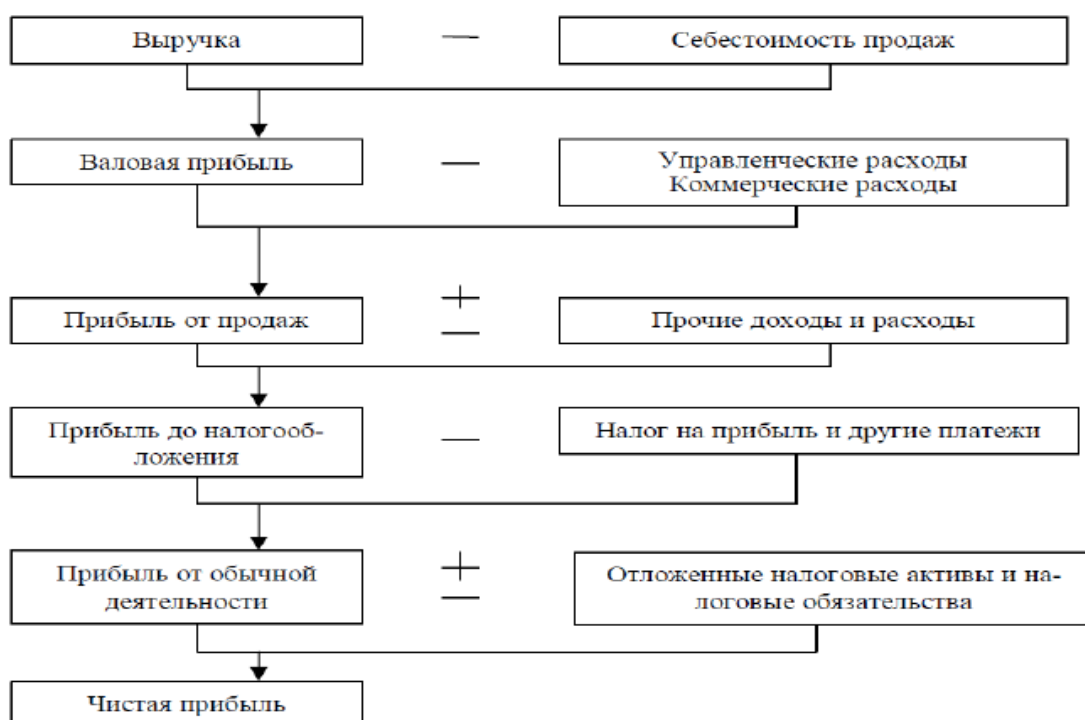 Выручка
—
Себестоимость продаж
Валовая прибыль
—
Управленческие расходы
Коммерческие расходы
Прибыль от продаж
+
—
Прочие доходы и расходы
Прибыль до налогооб-
ложения
—
Налог на прибыль и другие платежи
Прибыль от обычной
деятельности
+
—
Отложенные налоговые активы и на-
логовые обязательства
Чистая прибыль